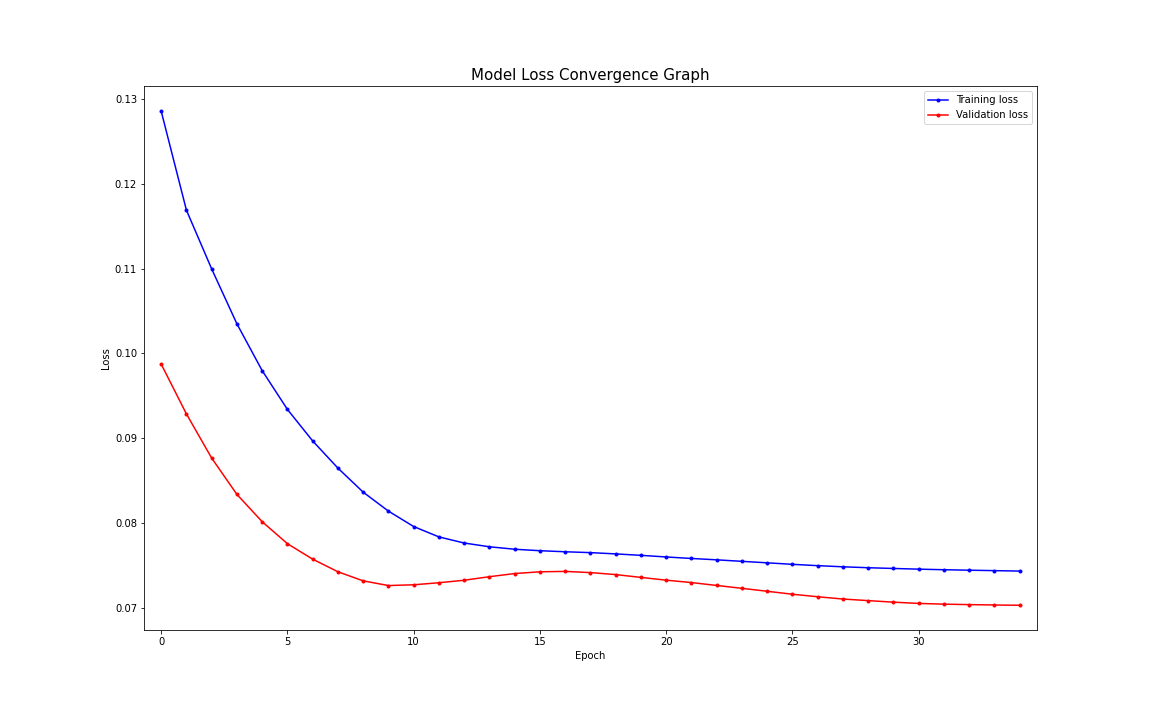 Model Loss Convergence Graph
Training loss
Validation loss
0.13
0.12
0.11
0.10
0.09
0.08
0.07
Loss
0 5 10 15 20 25 30
Epoch